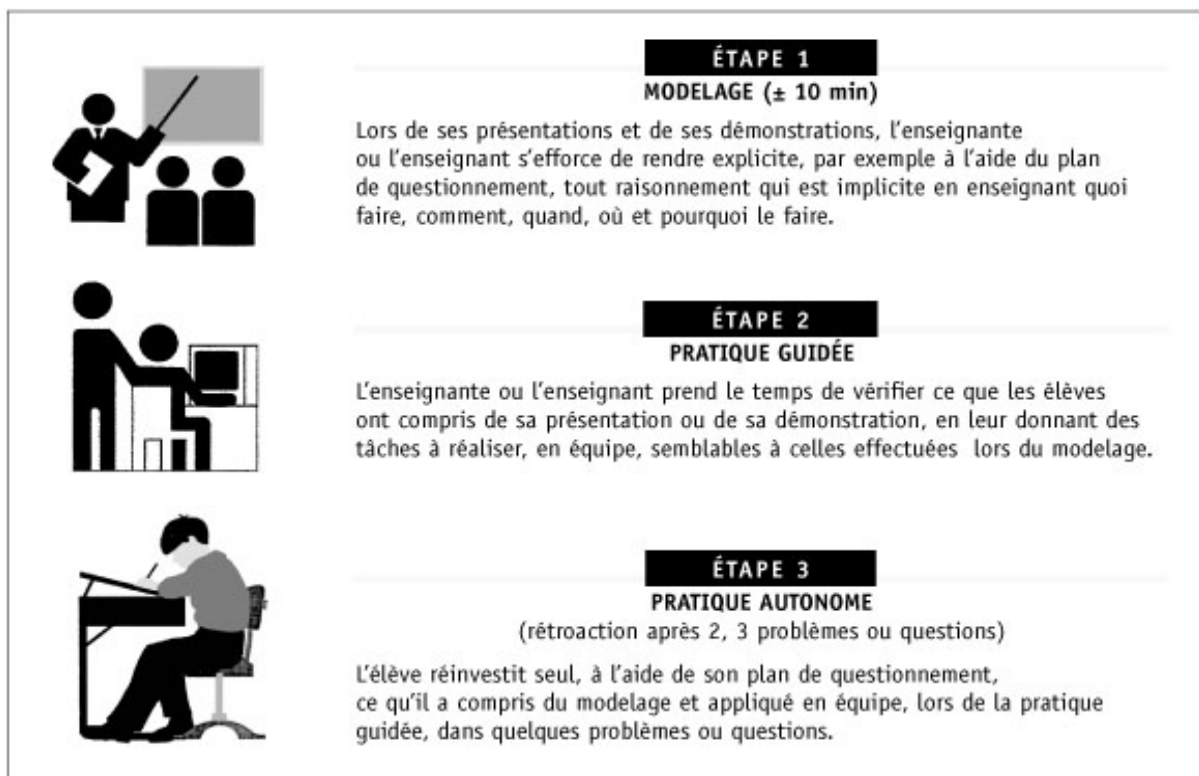 ÉTAPE 1
MODELAGE (± 10 min)
Lors de ses présentations et de ses démonstrations, l'enseignante
ou l'enseignant s'efforce de rendre explicite, par exemple à l'aide du plan
de questionnement, tout raisonnement qui est implicite en enseignant quoi
faire, comment, quand, où et pourquoi le faire.
ÉTAPE 2
PRATIQUE GUIDÉE
L'enseignante ou l'enseignant prend le temps de vérifier ce que les élèves
ont compris de sa présentation ou de sa démonstration, en leur donnant des
tâches à réaliser, en équipe, semblables à celles effectuées lors du modelage.
ÉTAPE 3
PRATIQUE AUTONOME
(rétroaction après 2, 3 problèmes ou questions)
L'élève réinvestit seul, à l'aide de son plan de questionnement,
ce qu'il a compris du modelage et appliqué en équipe, lors de la pratique
guidée, dans quelques problèmes ou questions.